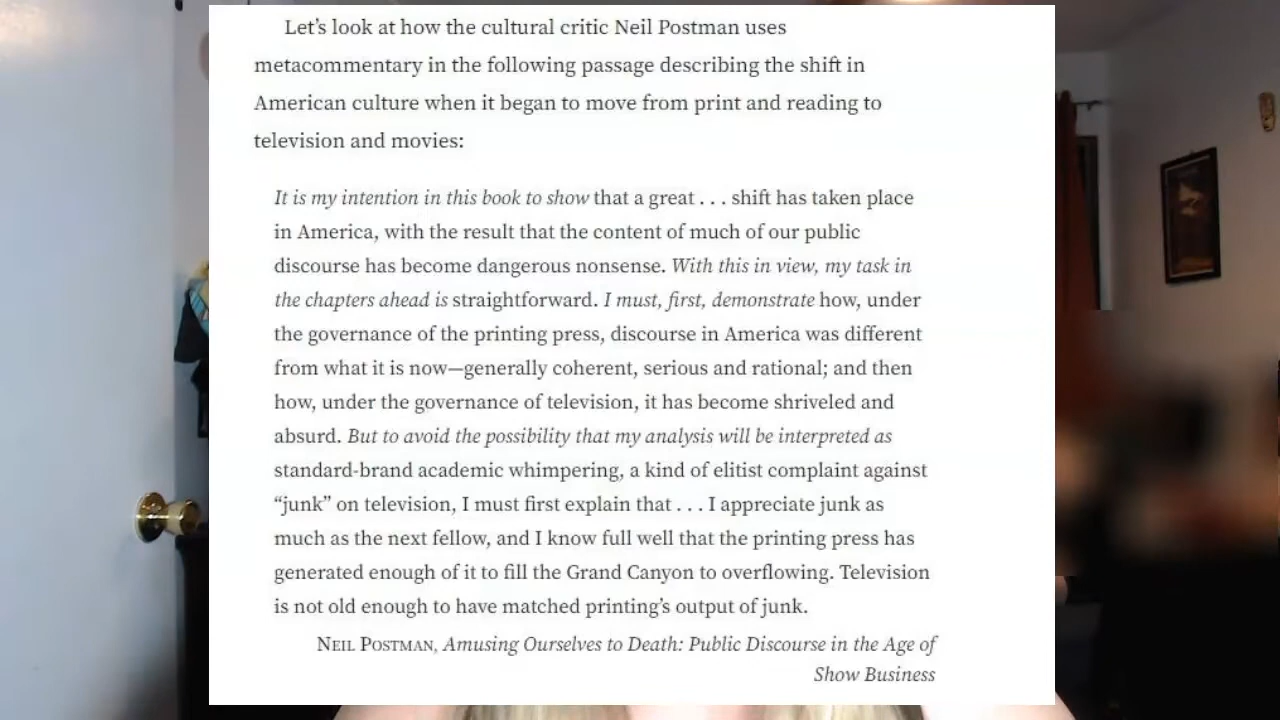 Let's look at how the cultural critic Neil Postman uses
metacommentary in the following passage describing the shift in
American culture when it began to move from print and reading to
television and movies:
It is my intention in this book to show that a great . . . shift has taken place
in America, with the result that the content of much of our public
discourse has become dangerous nonsense. With this in view, my task in
the chapters ahead is straightforward. I must, first, demonstrate how, under
the governance of the printing press, discourse in America was different
from what it is now—generally coherent, serious and rational; and then
how, under the governance of television, it has become shriveled and
absurd. But to avoid the possibility that my analysis will be interpreted as
standard-brand academic whimpering, a kind of elitist complaint against
“junk” on television, I must first explain that . . . I appreciate junk as
much as the next fellow, and I know full well that the printing press has
generated enough of it to fill the Grand Canyon to overflowing. Television
is not old enough to have matched printing's output of junk.
NEIL POSTMAN, Amusing Ourselves to Death: Public Discourse in the Age of
Show Business